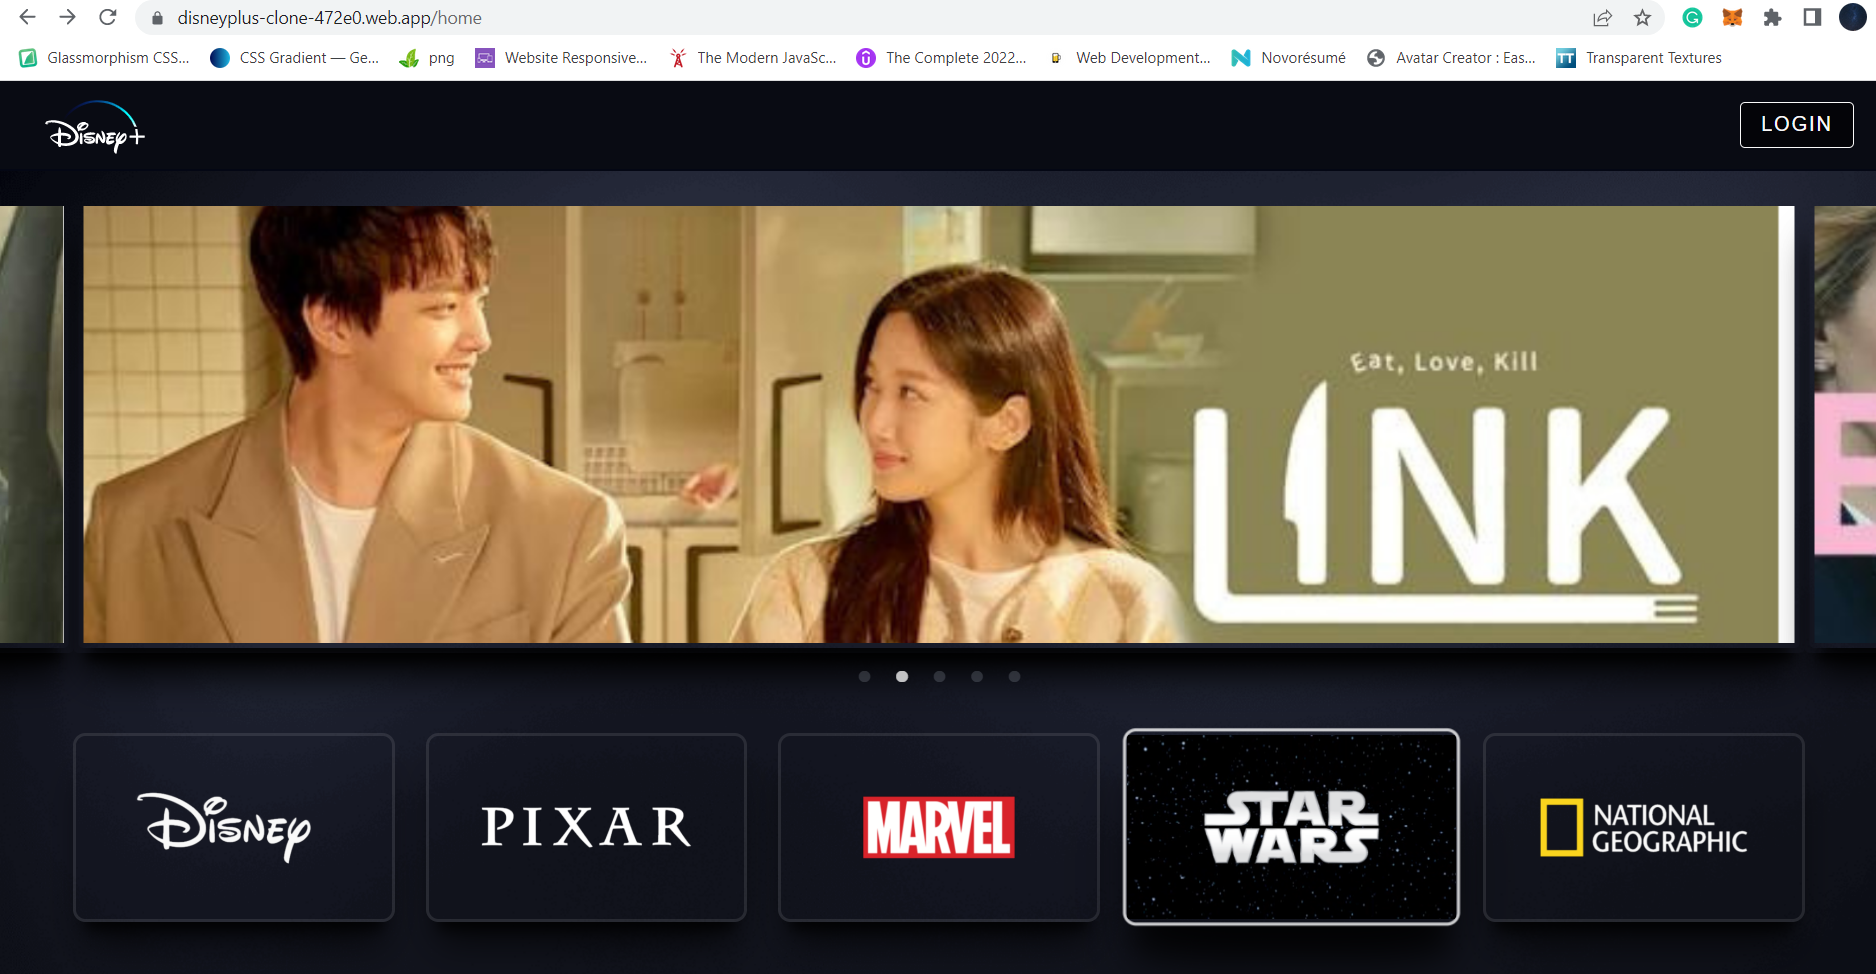 disneyplus-clone-472e0.web.app/home
Glassmorphism CSS...
CSS Gradient — Ge...
png
Website Responsive...
The Modern JavaSc...
The Complete 2022...
Web Development...
Novorésumé
Avatar Creator : Eas...
TT
Transparent Textures
Disney+
LOGIN
Eat, Love, Kill
LINK
E
Disney
PIXAR
MARVEL
STAR
WARS
NATIONAL
GEOGRAPHIC